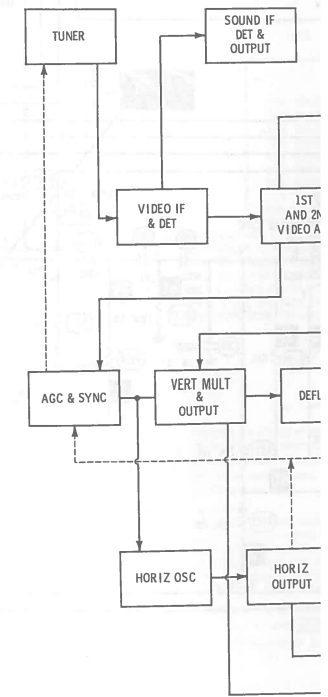 TUNER
SOUND IF
DET &
OUTPUT
VIDEO IF
& DET
1ST
AND 2N
VIDEO A
AGC & SYNC
VERT MULT
&
OUTPUT
DEFL
HORIZ OSC
HORIZ
OUTPUT